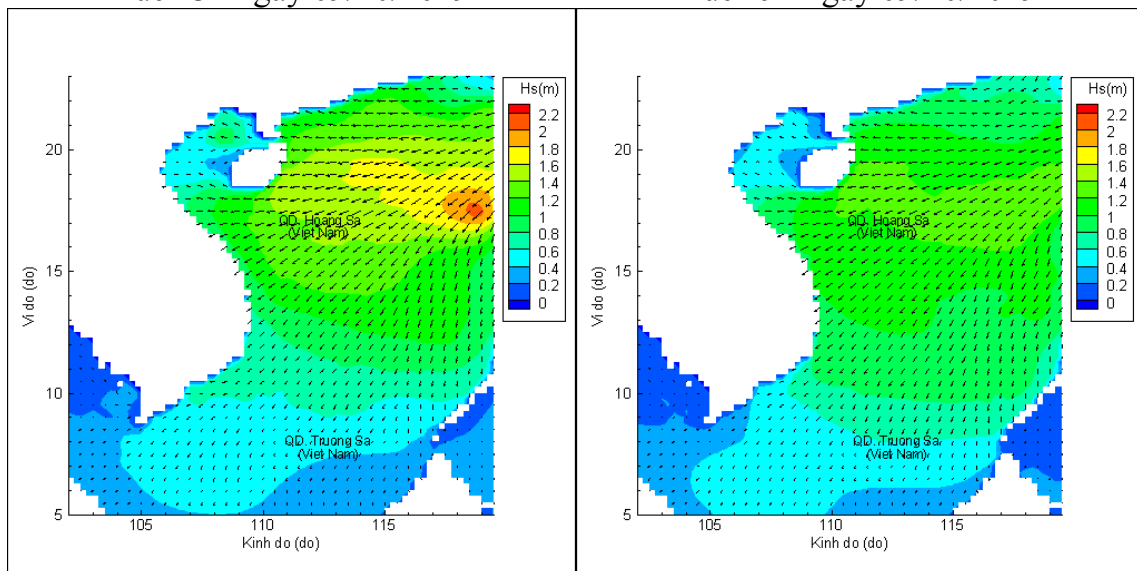 Hs(m)
2.2
2
1.8
1.6
1.4
1.2
1
0.8
0.6
0.4
0.2
0
20
15
10
5
105
110
115
Vi do (do)
Kinh do (do)
QD. Hoang Sa
(Viet Nam)
QD. Truong Sa
(Viet Nam)
Hs(m)
2.2
2
1.8
1.6
1.4
1.2
1
0.8
0.6
0.4
0.2
0
20
15
10
5
105
110
115
Vi do (do)
Kinh do (do)
QD. Hoang Sa
(Viet Nam)
QD. Truong Sa
(Viet Nam)